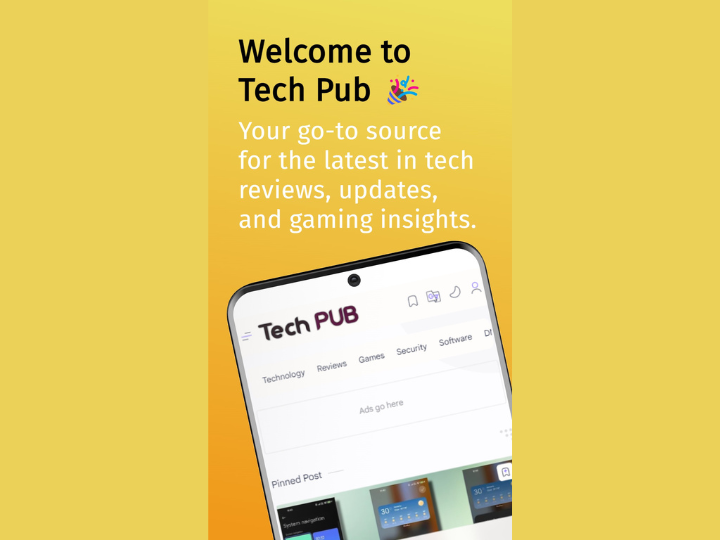 Welcome to
Tech Pub 🎉
Your go-to source
for the latest in tech
reviews, updates,
and gaming insights.
Tech PUB
Technology Reviews Games Security Software
Ads go here
Pinned Post
System navigation
30°
30°